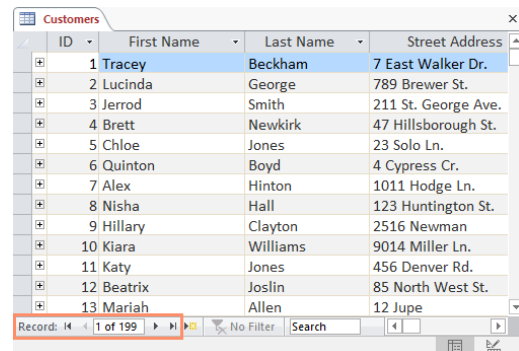 Customers
ID First Name Last Name Street Address
1 Tracey Beckham 7 East Walker Dr.
2 Lucinda George 789 Brewer St.
3 Jerrod Smith 211 St. George Ave.
4 Brett Newkirk 47 Hillsborough St.
5 Chloe Jones 23 Solo Ln.
6 Quinton Boyd 4 Cypress Cr.
7 Alex Hinton 1011 Hodge Ln.
8 Nisha Hall 123 Huntington St.
9 Hillary Clayton 2516 Newman
10 Kiara Williams 9014 Miller Ln.
11 Katy Jones 456 Denver Rd.
12 Beatrix Joslin 85 North West St.
13 Mariah Allen 12 Jupe
Record: 1 of 199 No Filter Search